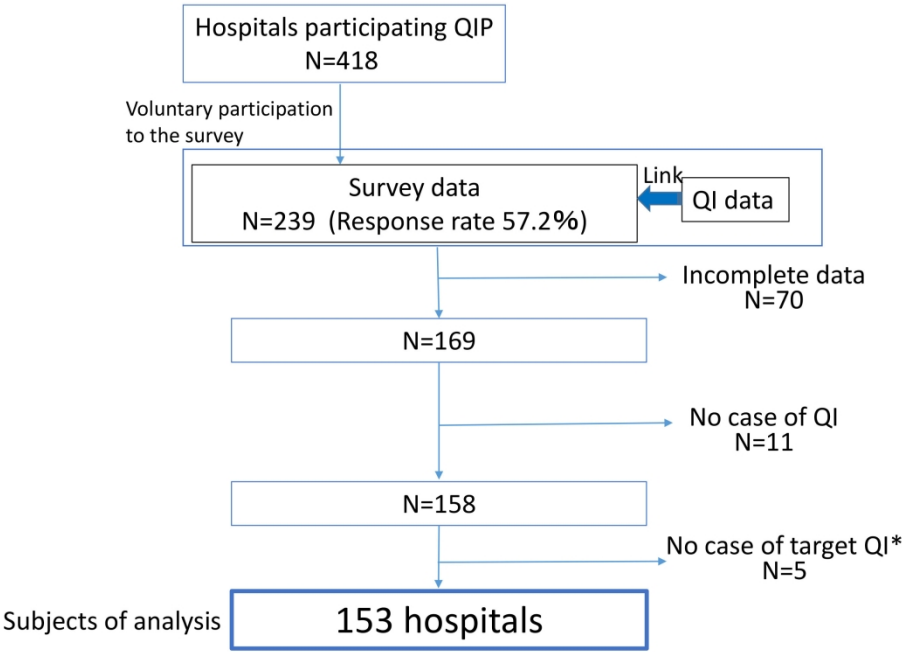 Hospitals participating QIP
N=418
Voluntary participation
to the survey
Survey data
N=239 (Response rate 57.2%)
Link
QI data
Incomplete data
N=70
N=169
No case of QI
N=11
N=158
No case of target QI*
N=5
Subjects of analysis
153 hospitals